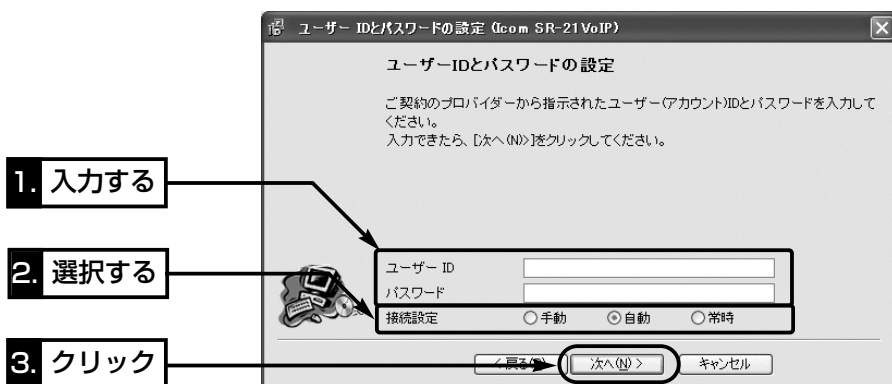 ユーザー IDとパスワードの設定 (Icom SR-21VoIP)
ユーザーIDとパスワードの設定
ご契約のプロバイダーから指示されたユーザー(アカウント)IDとパスワードを入力して
ください。
入力できたら、[次へ(N)>]をクリックしてください。
1. 入力する
2. 選択する
ユーザー ID
パスワード
接続設定 手動 自動 常時
3. クリック
< 戻る(B) 次へ(N) > キャンセル